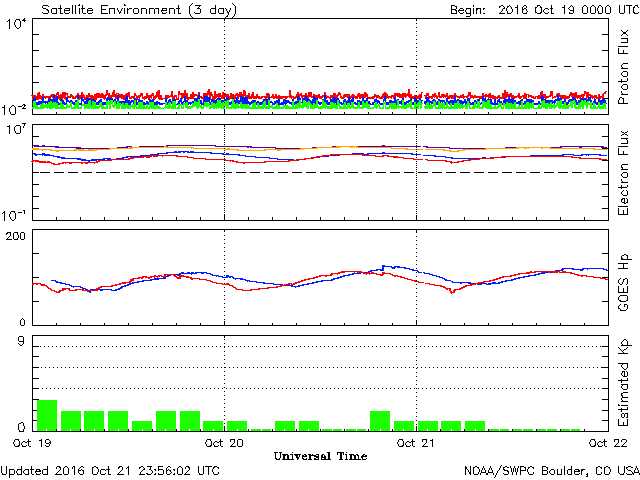 Satellite Environment (3 day)
Begin: 2016 Oct 19 0000 UTC
10⁴
10⁻²
Proton Flux
10⁷
10⁻¹
Electron Flux
200
100
0
GOES Hp
9
0
Estimated Kp
Oct 19 Oct 20 Oct 21 Oct 22
Universal Time
Updated 2016 Oct 21 23:56:02 UTC
NOAA/SWPC Boulder, CO USA